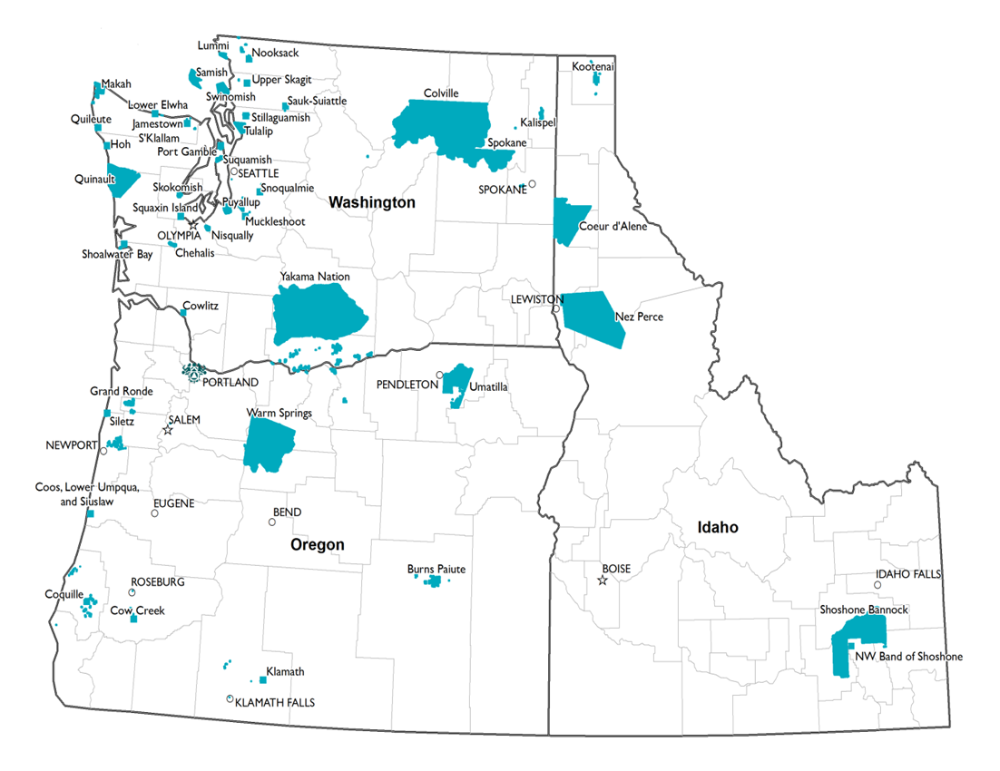 Lummi
Nooksack
Kootenai
Samish
Upper Skagit
Makah
Swinomish
Colville
Sauk-Suiattle
Lower Elwha
Quileute
Stillaguamish
Jamestown
S'Klallam
Kalispel
Tulalip
Hoh
Spokane
Port Gamble
Suquamish
SEATTLE
Quinault
Skokomish
Snoqualmie
SPOKANE
Washington
Squaxin Island
Puyallup
Muckleshoot
Coeur d'Alene
OLYMPIA
Nisqually
Shoalwater Bay
Chehalis
Yakama Nation
LEWISTON
Cowlitz
Nez Perce
PORTLAND
PENDLETON
Umatilla
Grand Ronde
Siletz
SALEM
Warm Springs
NEWPORT
Coos, Lower Umpqua,
and Siuslaw
EUGENE
BEND
Idaho
Oregon
Burns Paiute
BOISE
IDAHO FALLS
ROSEBURG
Coquille
Cow Creek
Shoshone Bannock
NW Band of Shoshone
Klamath
KLAMATH FALLS